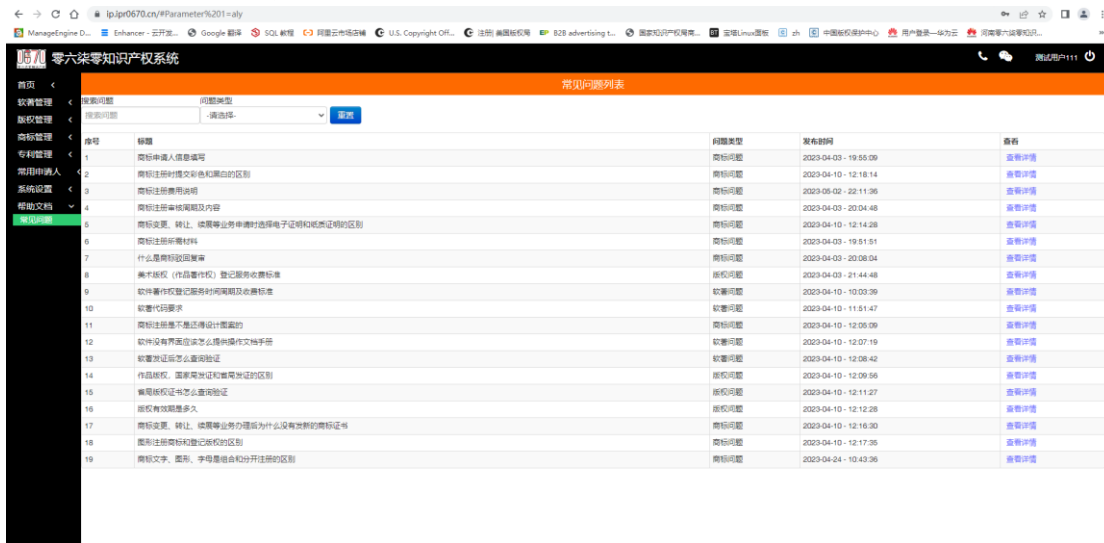 ip.ipr0670.cn/#Parameter%201=aly
ManageEngine D... Enhancer - 云开发... Google 翻译 SQL 教程 阿里云市场店铺 U.S. Copyright Off... 注册| 美国版权局 B2B advertising t... 国家知识产权局商... 宝塔Linux面板 zh 中国版权保护中心 用户登录—华为云 河南零六柒零知识...
零六柒零知识产权系统 测试用户111
首页
软著管理
版权管理
商标管理
专利管理
常用申请人
系统设置
帮助文档
常见问题
常见问题列表
搜索问题 问题类型
搜索问题 -请选择- 重置
序号 标题 问题类型 发布时间 查看
1 商标申请人信息填写 商标问题 2023-04-03 - 19:55:09 查看详情
2 商标注册时提交彩色和黑白的区别 商标问题 2023-04-10 - 12:18:14 查看详情
3 商标注册费用说明 商标问题 2023-05-02 - 22:11:36 查看详情
4 商标注册审核周期及内容 商标问题 2023-04-03 - 20:04:48 查看详情
5 商标变更、转让、续展等业务申请时选择电子证明和纸质证明的区别 商标问题 2023-04-10 - 12:14:28 查看详情
6 商标注册所需材料 商标问题 2023-04-03 - 19:51:51 查看详情
7 什么是商标驳回复审 商标问题 2023-04-03 - 20:08:04 查看详情
8 美术版权（作品著作权）登记服务收费标准 版权问题 2023-04-03 - 21:44:48 查看详情
9 软件著作权登记服务时间周期及收费标准 软著问题 2023-04-10 - 10:03:39 查看详情
10 软著代码要求 软著问题 2023-04-10 - 11:51:47 查看详情
11 商标注册是不是还得设计图案的 商标问题 2023-04-10 - 12:05:09 查看详情
12 软件没有界面应该怎么提供操作文档手册 软著问题 2023-04-10 - 12:07:19 查看详情
13 软著发证后怎么查询验证 软著问题 2023-04-10 - 12:08:42 查看详情
14 作品版权，国家局发证和省局发证的区别 版权问题 2023-04-10 - 12:09:56 查看详情
15 省局版权证书怎么查询验证 版权问题 2023-04-10 - 12:11:27 查看详情
16 版权有效期是多久 版权问题 2023-04-10 - 12:12:28 查看详情
17 商标变更、转让、续展等业务办理后为什么没有发新的商标证书 商标问题 2023-04-10 - 12:16:30 查看详情
18 图形注册商标和登记版权的区别 商标问题 2023-04-10 - 12:17:35 查看详情
19 商标文字、图形、字母是组合和分开注册的区别 商标问题 2023-04-24 - 10:43:36 查看详情